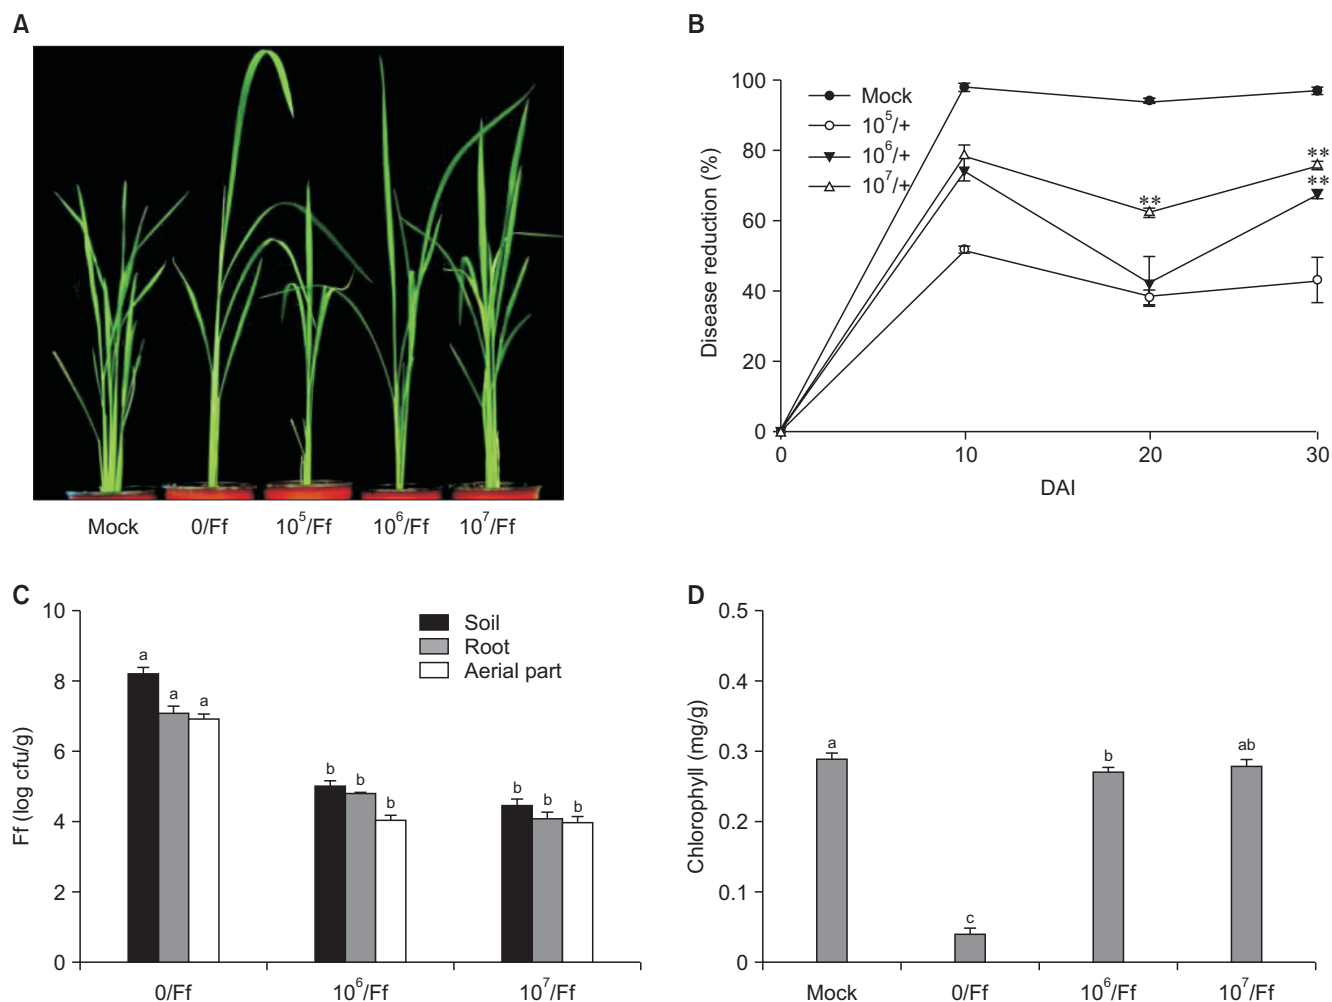 A
Mock 0/Ff 10⁵/Ff 10⁶/Ff 10⁷/Ff
B
Disease reduction (%)
100
80
60
40
20
0
Mock
10⁵/+
10⁶/+
10⁷/+
**
**
**
0 10 20 30
DAI
C
Ff (log cfu/g)
10
8
6
4
2
0
Soil
Root
Aerial part
a a a
b b b
b b b
0/Ff 10⁶/Ff 10⁷/Ff
D
Chlorophyll (mg/g)
0.5
0.4
0.3
0.2
0.1
0
a c b ab
Mock 0/Ff 10⁶/Ff 10⁷/Ff